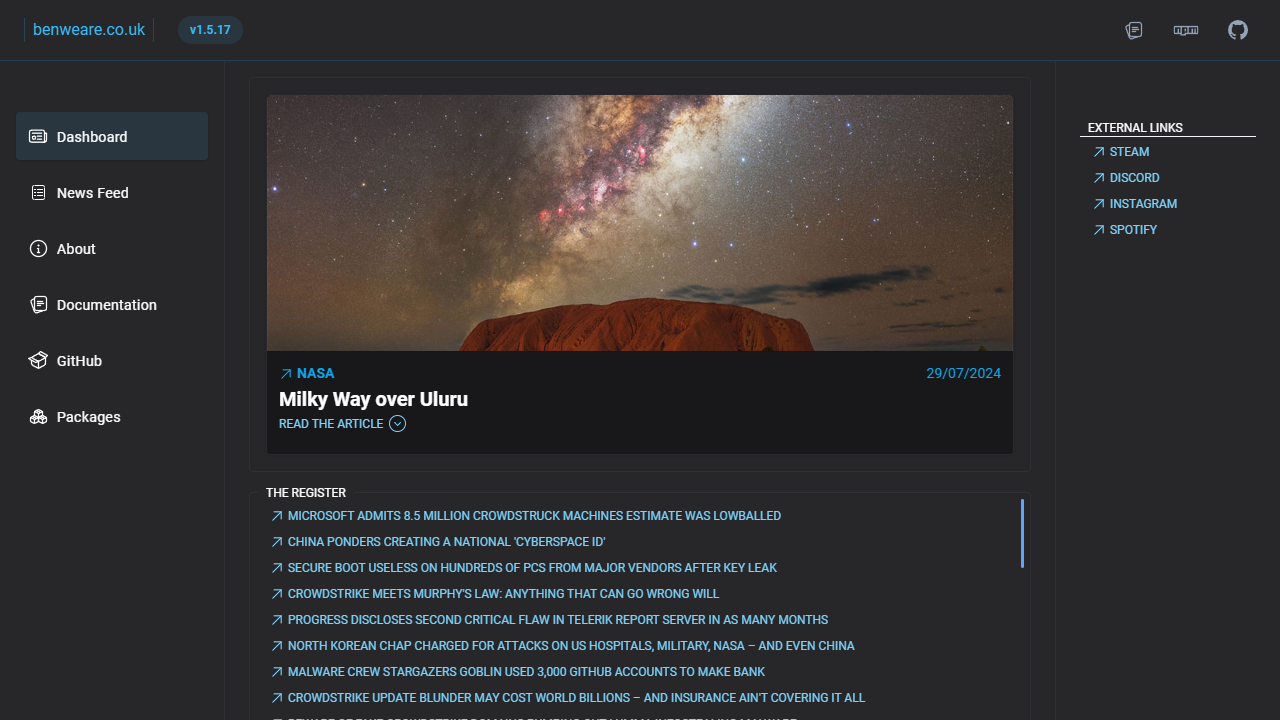 benweare.co.uk
v1.5.17
Dashboard
News Feed
About
Documentation
GitHub
Packages
NASA
29/07/2024
Milky Way over Uluru
READ THE ARTICLE
THE REGISTER
MICROSOFT ADMITS 8.5 MILLION CROWDSTRUCK MACHINES ESTIMATE WAS LOWBALLED
CHINA PONDERS CREATING A NATIONAL 'CYBERSPACE ID'
SECURE BOOT USELESS ON HUNDREDS OF PCS FROM MAJOR VENDORS AFTER KEY LEAK
CROWDSTRIKE MEETS MURPHY'S LAW: ANYTHING THAT CAN GO WRONG WILL
PROGRESS DISCLOSES SECOND CRITICAL FLAW IN TELERIK REPORT SERVER IN AS MANY MONTHS
NORTH KOREAN CHAP CHARGED FOR ATTACKS ON US HOSPITALS, MILITARY, NASA – AND EVEN CHINA
MALWARE CREW STARGAZERS GOBLIN USED 3,000 GITHUB ACCOUNTS TO MAKE BANK
CROWDSTRIKE UPDATE BLUNDER MAY COST WORLD BILLIONS – AND INSURANCE AIN'T COVERING IT ALL
EXTERNAL LINKS
STEAM
DISCORD
INSTAGRAM
SPOTIFY